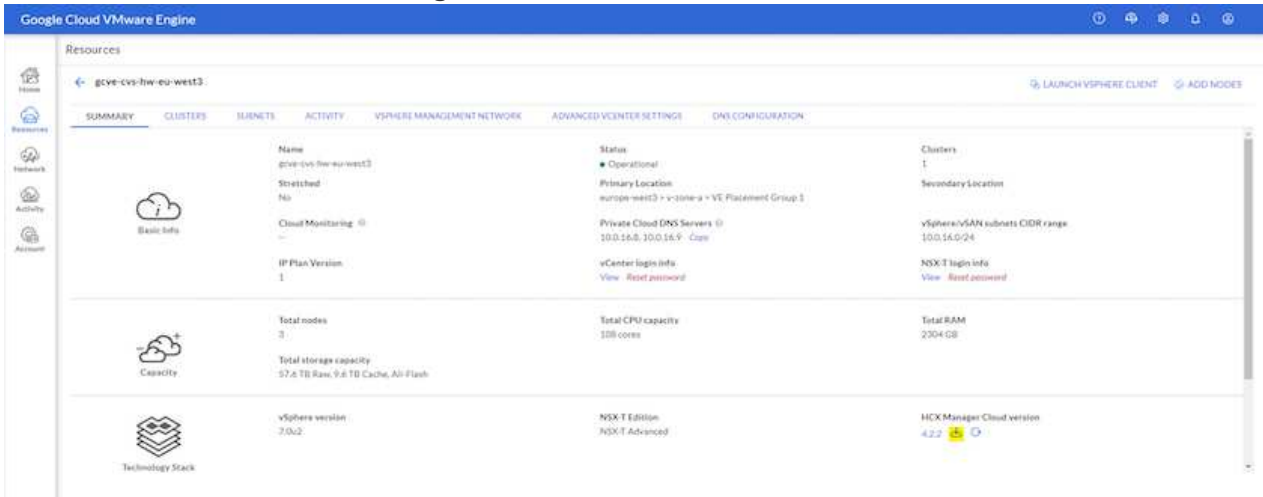 Google Cloud VMware Engine
Resources
Home
gcve-cvs-hw-eu-west3
LAUNCH VSPHERE CLIENT ADD NODES
Resources
SUMMARY CLUSTERS SUBNETS ACTIVITY VSPHERE MANAGEMENT NETWORK ADVANCED VCENTER SETTINGS DNS CONFIGURATION
Network
Activity
Account
Basic Info
Name
gcve-cvs-hw-eu-west3
Status
Operational
Clusters
1
Stretched
No
Primary Location
europe-west3 > v-zone-a > VE Placement Group 1
Secondary Location
Cloud Monitoring
--
Private Cloud DNS Servers
10.0.16.8, 10.0.16.9 Copy
vSphere/vSAN subnets CIDR range
10.0.16.0/24
IP Plan Version
1
vCenter login info
View Reset password
NSX-T login info
View Reset password
Capacity
Total nodes
3
Total CPU capacity
108 cores
Total RAM
2304 GB
Total storage capacity
57.6 TB Raw, 9.6 TB Cache, All-Flash
Technology Stack
vSphere version
7.0u2
NSX-T Edition
NSX-T Advanced
HCX Manager Cloud version
4.2.2